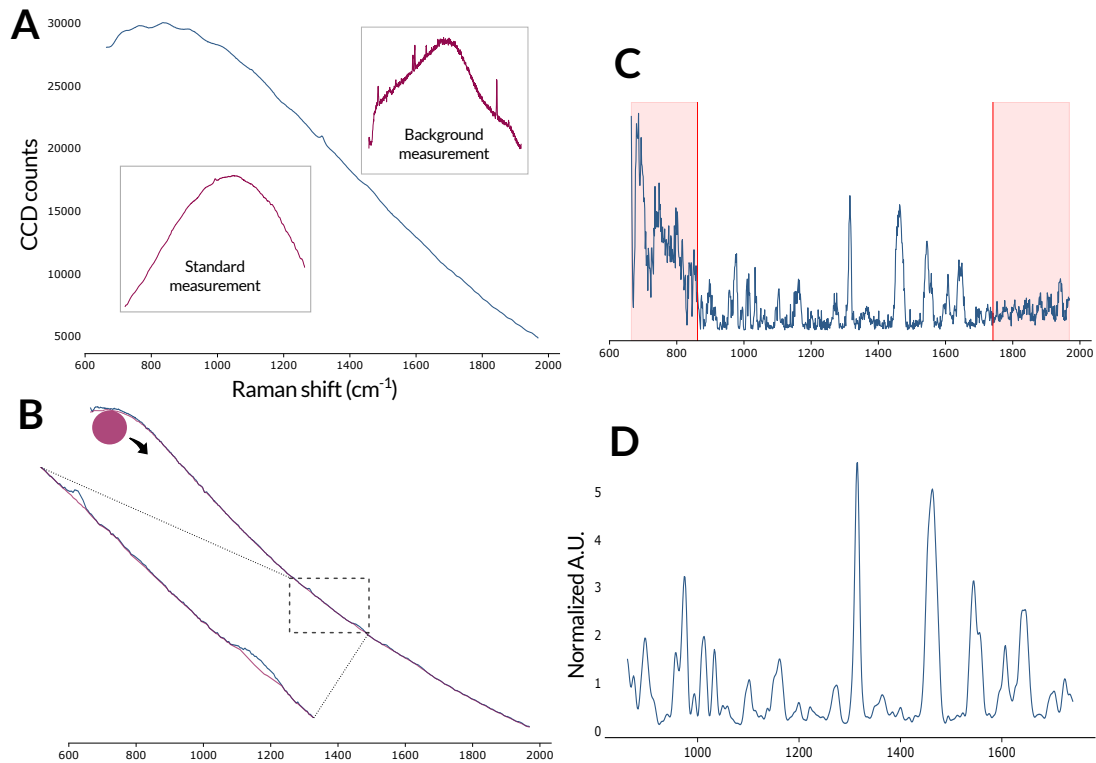 A
30000
25000
20000
15000
10000
5000
CCD counts
Background
measurement
Standard
measurement
600 800 1000 1200 1400 1600 1800 2000
Raman shift (cm-1)
B
600 800 1000 1200 1400 1600 1800 2000
C
600 800 1000 1200 1400 1600 1800 2000
D
5
4
3
2
1
0
Normalized A.U.
1000 1200 1400 1600